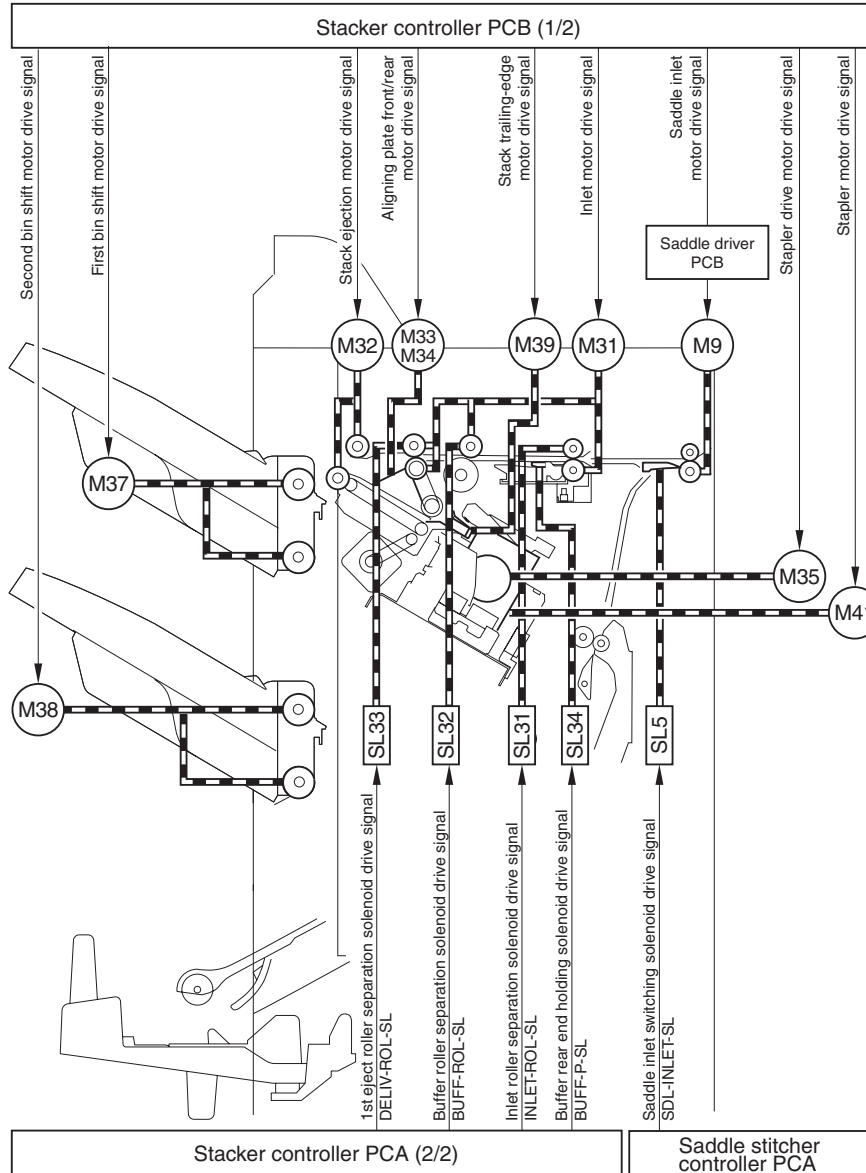 Stacker controller PCB (1/2)
Second bin shift motor drive signal
First bin shift motor drive signal
Stack ejection motor drive signal
Aligning plate front/rear
motor drive signal
Stack trailing-edge
motor drive signal
Inlet motor drive signal
Saddle inlet
motor drive signal
Stapler drive motor drive signal
Stapler motor drive signal
Saddle driver
PCB
M32
M33
M34
M39
M31
M9
M37
M35
M41
M38
SL33
SL32
SL31
SL34
SL5
1st eject roller separation solenoid drive signal
DELIV-ROL-SL
Buffer roller separation solenoid drive signal
BUFF-ROL-SL
Inlet roller separation solenoid drive signal
INLET-ROL-SL
Buffer rear end holding solenoid drive signal
BUFF-P-SL
Saddle inlet switching solenoid drive signal
SDL-INLET-SL
Stacker controller PCA (2/2)
Saddle stitcher
controller PCA